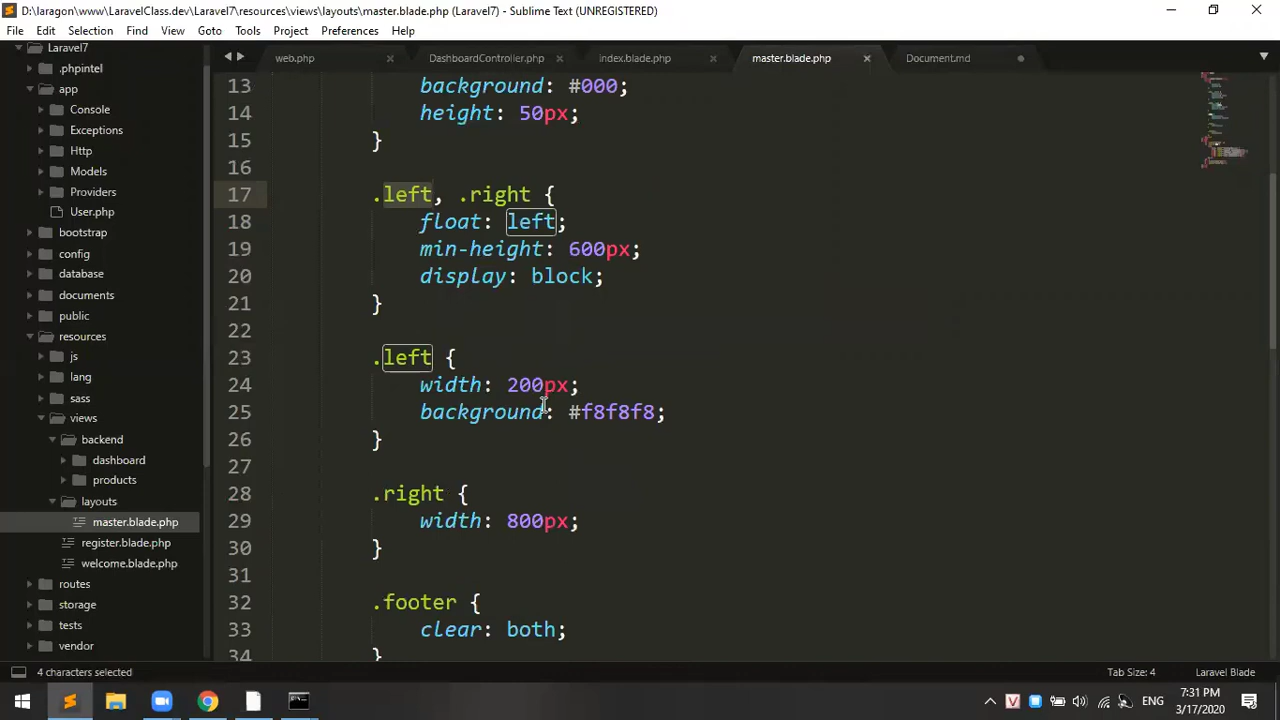 D:\laragon\www\LaravelClass.dev\Laravel7\resources\views\layouts\master.blade.php (Laravel7) - Sublime Text (UNREGISTERED)
File Edit Selection Find View Goto Tools Project Preferences Help
Laravel7
.phpintel
app
Console
Exceptions
Http
Models
Providers
User.php
bootstrap
config
database
documents
public
resources
js
lang
sass
views
backend
dashboard
products
layouts
master.blade.php
register.blade.php
welcome.blade.php
routes
storage
tests
vendor
web.php DashboardController.php index.blade.php master.blade.php Document.md
13 background: #000;
14 height: 50px;
15 }
16
17 .left, .right {
18 float: left;
19 min-height: 600px;
20 display: block;
21 }
22
23 .left {
24 width: 200px;
25 background: #f8f8f8;
26 }
27
28 .right {
29 width: 800px;
30 }
31
32 .footer {
33 clear: both;
34 }
4 characters selected Tab Size: 4 Laravel Blade
V ENG 7:31 PM
3/17/2020